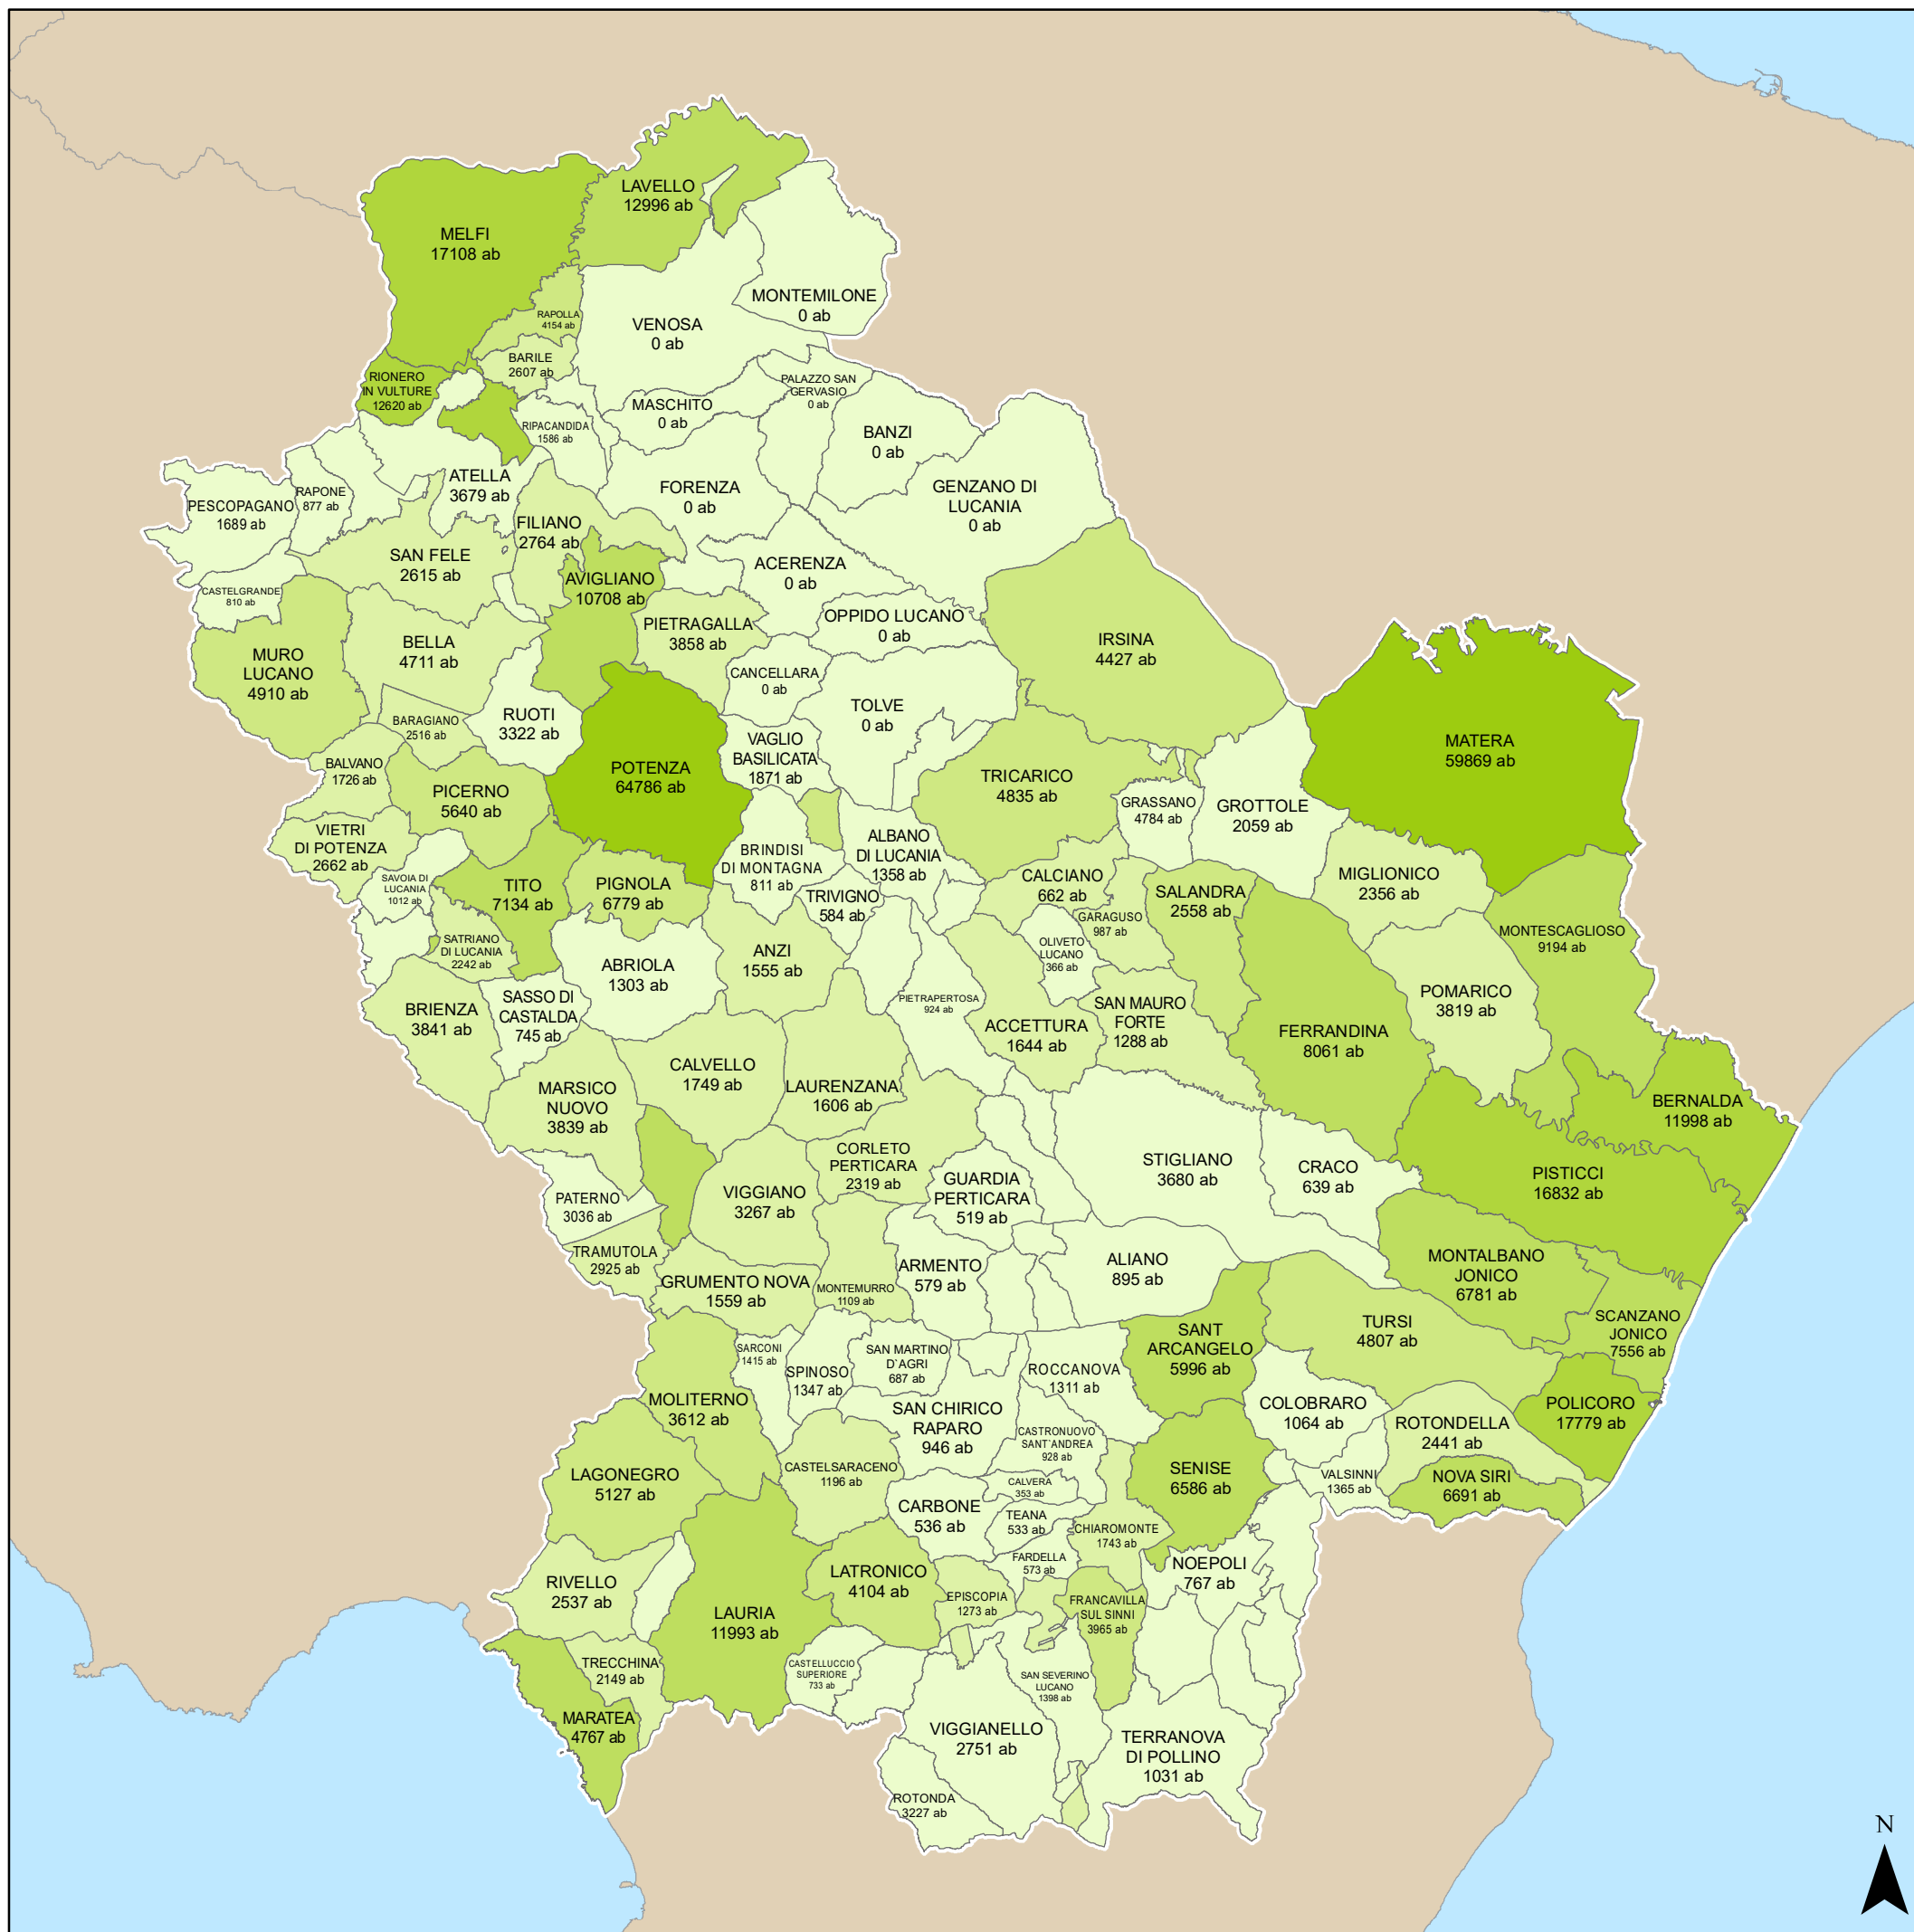 LAVELLO
12996 ab
MELFI
17108 ab
MONTEMILONE
0 ab
RAPOLLA
4154 ab
VENOSA
0 ab
BARILE
2607 ab
RIONERO
IN VULTURE
12620 ab
PALAZZO SAN
GERVASIO
0 ab
MASCHITO
0 ab
RIPACANDIDA
1586 ab
BANZI
0 ab
ATELLA
3679 ab
FORENZA
0 ab
GENZANO DI
LUCANIA
0 ab
RAPONE
877 ab
PESCOPAGANO
1689 ab
FILIANO
2764 ab
SAN FELE
2615 ab
ACERENZA
0 ab
AVIGLIANO
10708 ab
CASTELGRANDE
810 ab
OPPIDO LUCANO
0 ab
PIETRAGALLA
3858 ab
IRSINA
4427 ab
BELLA
4711 ab
MURO
LUCANO
4910 ab
CANCELLARA
0 ab
TOLVE
0 ab
RUOTI
3322 ab
BARAGIANO
2516 ab
VAGLIO
BASILICATA
1871 ab
MATERA
59869 ab
BALVANO
1726 ab
POTENZA
64786 ab
TRICARICO
4835 ab
PICERNO
5640 ab
GRASSANO
4784 ab
GROTTOLE
2059 ab
VIETRI
DI POTENZA
2662 ab
BRINDISI
DI MONTAGNA
811 ab
ALBANO
DI LUCANIA
1358 ab
SAVOIA DI
LUCANIA
1012 ab
TITO
7134 ab
PIGNOLA
6779 ab
TRIVIGNO
584 ab
CALCIANO
662 ab
SALANDRA
2558 ab
MIGLIONICO
2356 ab
GARAGUSO
987 ab
MONTESCAGLIOSO
9194 ab
SATRIANO
DI LUCANIA
2242 ab
OLIVETO
LUCANO
366 ab
ANZI
1555 ab
ABRIOLA
1303 ab
POMARICO
3819 ab
BRIENZA
3841 ab
SASSO DI
CASTALDA
745 ab
PIETRAPERTOSA
924 ab
SAN MAURO
FORTE
1288 ab
ACCETTURA
1644 ab
FERRANDINA
8061 ab
CALVELLO
1749 ab
LAURENZANA
1606 ab
MARSICO
NUOVO
3839 ab
BERNALDA
11998 ab
CORLETO
PERTICARA
2319 ab
STIGLIANO
3680 ab
CRACO
639 ab
PISTICCI
16832 ab
GUARDIA
PERTICARA
519 ab
VIGGIANO
3267 ab
PATERNO
3036 ab
TRAMUTOLA
2925 ab
GRUMENTO NOVA
1559 ab
MONTEMURRO
1109 ab
ARMENTO
579 ab
ALIANO
895 ab
MONTALBANO
JONICO
6781 ab
SCANZANO
JONICO
7556 ab
TURSI
4807 ab
SANT
ARCANGELO
5996 ab
SARCONI
1415 ab
SPINOSO
1347 ab
SAN MARTINO
D`AGRI
687 ab
ROCCANOVA
1311 ab
MOLITERNO
3612 ab
COLOBRARO
1064 ab
POLICORO
17779 ab
SAN CHIRICO
RAPARO
946 ab
ROTONDELLA
2441 ab
CASTRONUOVO
SANT`ANDREA
928 ab
LAGONEGRO
5127 ab
CASTELSARACENO
1196 ab
SENISE
6586 ab
VALSINNI
1365 ab
NOVA SIRI
6691 ab
CALVERA
353 ab
CARBONE
536 ab
TEANA
533 ab
CHIAROMONTE
1743 ab
FARDELLA
573 ab
NOEPOLI
767 ab
RIVELLO
2537 ab
LATRONICO
4104 ab
EPISCOPIA
1273 ab
FRANCAVILLA
SUL SINNI
3965 ab
LAURIA
11993 ab
TRECCHINA
2149 ab
CASTELLUCCIO
SUPERIORE
733 ab
SAN SEVERINO
LUCANO
1398 ab
MARATEA
4767 ab
VIGGIANELLO
2751 ab
TERRANOVA
DI POLLINO
1031 ab
ROTONDA
3227 ab
N